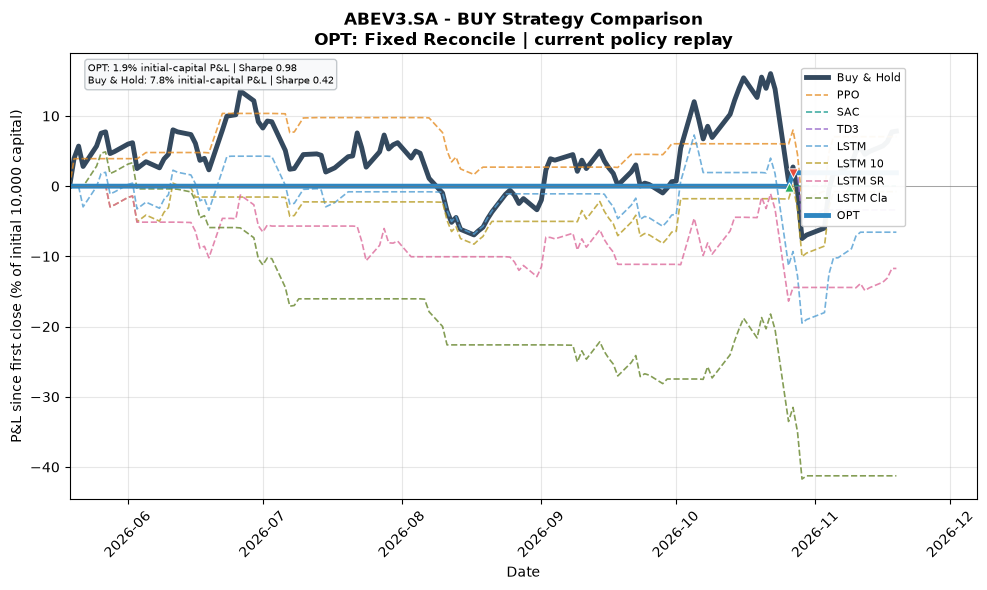 ABEV3.SA - BUY Strategy Comparison
OPT: Fixed Reconcile | current policy replay
OPT: 1.9% initial-capital P&L | Sharpe 0.98
Buy & Hold: 7.8% initial-capital P&L | Sharpe 0.42
Buy & Hold
PPO
SAC
TD3
LSTM
LSTM 10
LSTM SR
LSTM Cla
OPT
P&L since first close (% of initial 10,000 capital)
10
0
−10
−20
−30
−40
2026-06
2026-07
2026-08
2026-09
2026-10
2026-11
2026-12
Date